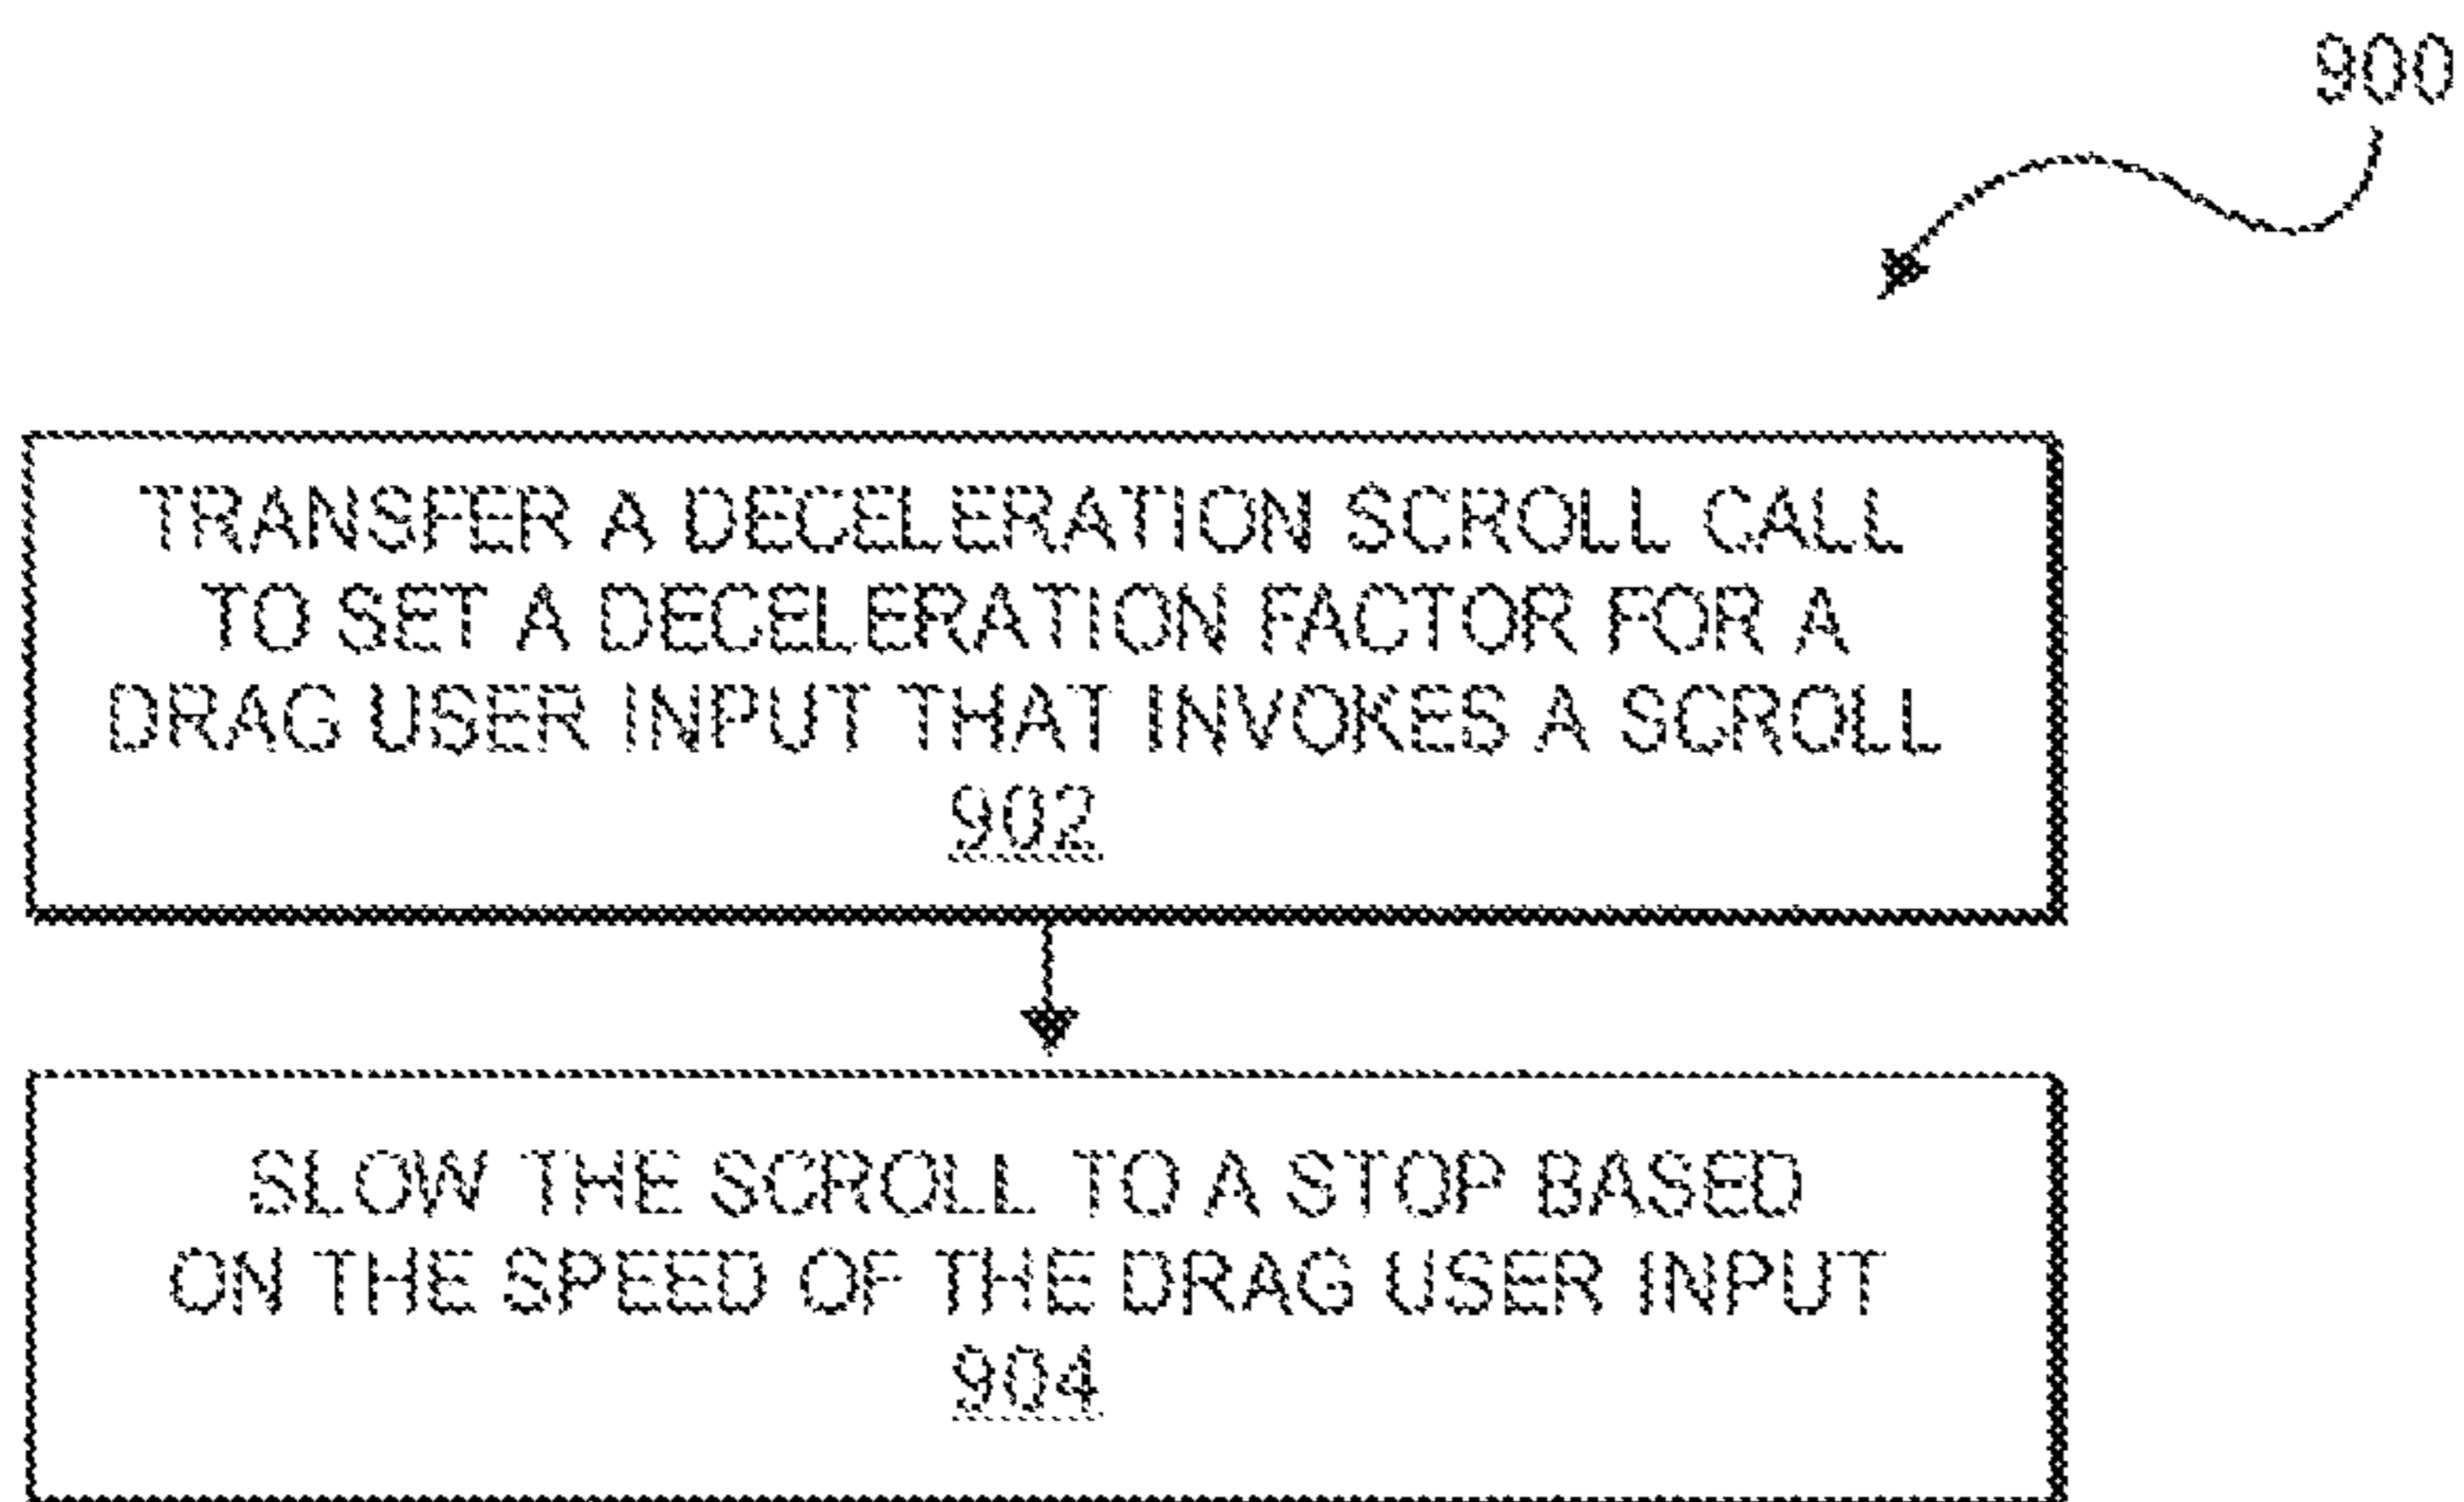 900
TRANSFER A DECELERATION SCROLL CALL
TO SET A DECELERATION FACTOR FOR A
DRAG USER INPUT THAT INVOKES A SCROLL
902
SLOW THE SCROLL TO A STOP BASED
ON THE SPEED OF THE DRAG USER INPUT
904